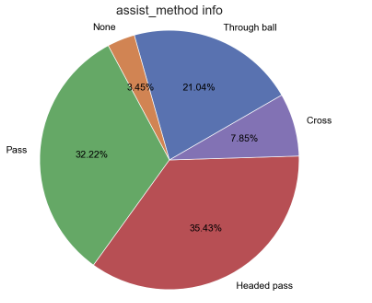 assist_method info
None
Through ball
3.45%
21.04%
Cross
7.85%
Pass
32.22%
35.43%
Headed pass